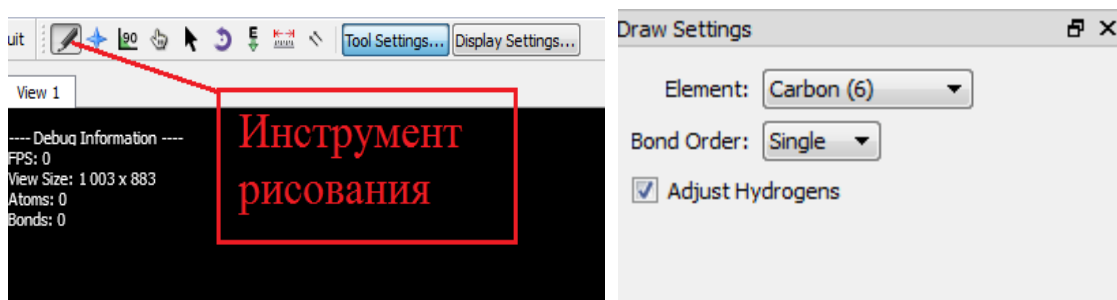 uit 90 E Tool Settings... Display Settings...
View 1
---- Debug Information ----
FPS: 0
View Size: 1 003 x 883
Atoms: 0
Bonds: 0
Инструмент
рисования
Draw Settings
Element: Carbon (6)
Bond Order: Single
Adjust Hydrogens